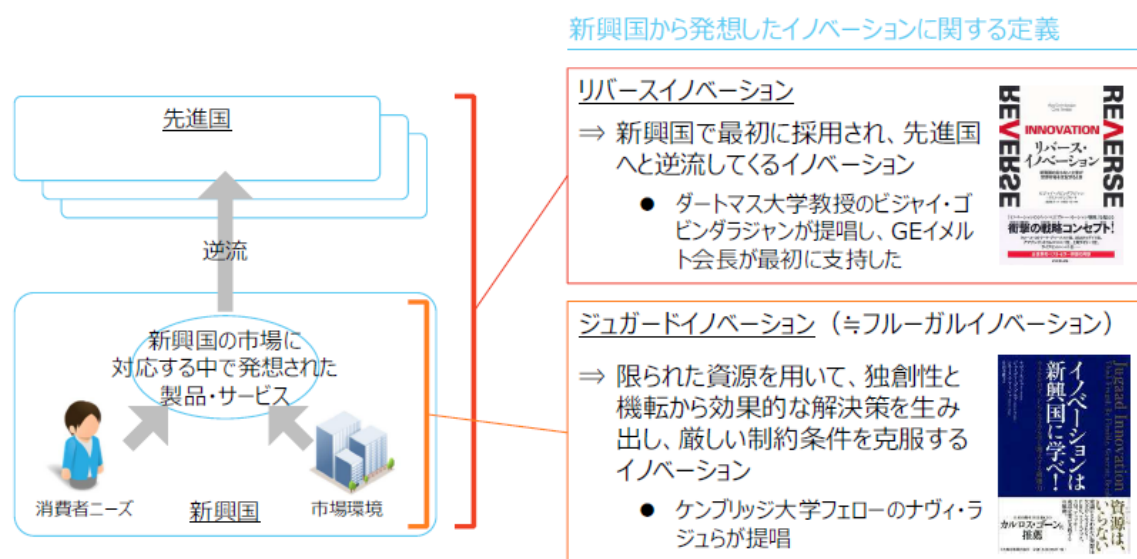 新興国から発想したイノベーションに関する定義
先進国
逆流
新興国の市場に
対応する中で発想された
製品・サービス
消費者ニーズ
新興国
市場環境
リバースイノベーション
⇒ 新興国で最初に採用され、先進国
へと逆流してくるイノベーション
● ダートマス大学教授のビジャイ・ゴ
ビンダラジャンが提唱し、GEイメル
ト会長が最初に支持した
REVERSE
INNOVATION
REVERSE
リバース・
イノベーション
衝撃の戦略コンセプト!
ジュガードイノベーション（≒フルーガルイノベーション）
⇒ 限られた資源を用いて、独創性と
機転から効果的な解決策を生み
出し、厳しい制約条件を克服する
イノベーション
● ケンブリッジ大学フェローのナヴィ・ラ
ジュらが提唱
Jugaad Innovation
イノベーションは
新興国に学べ!
資源は、
いらない
カルロス・ゴーン氏
推薦